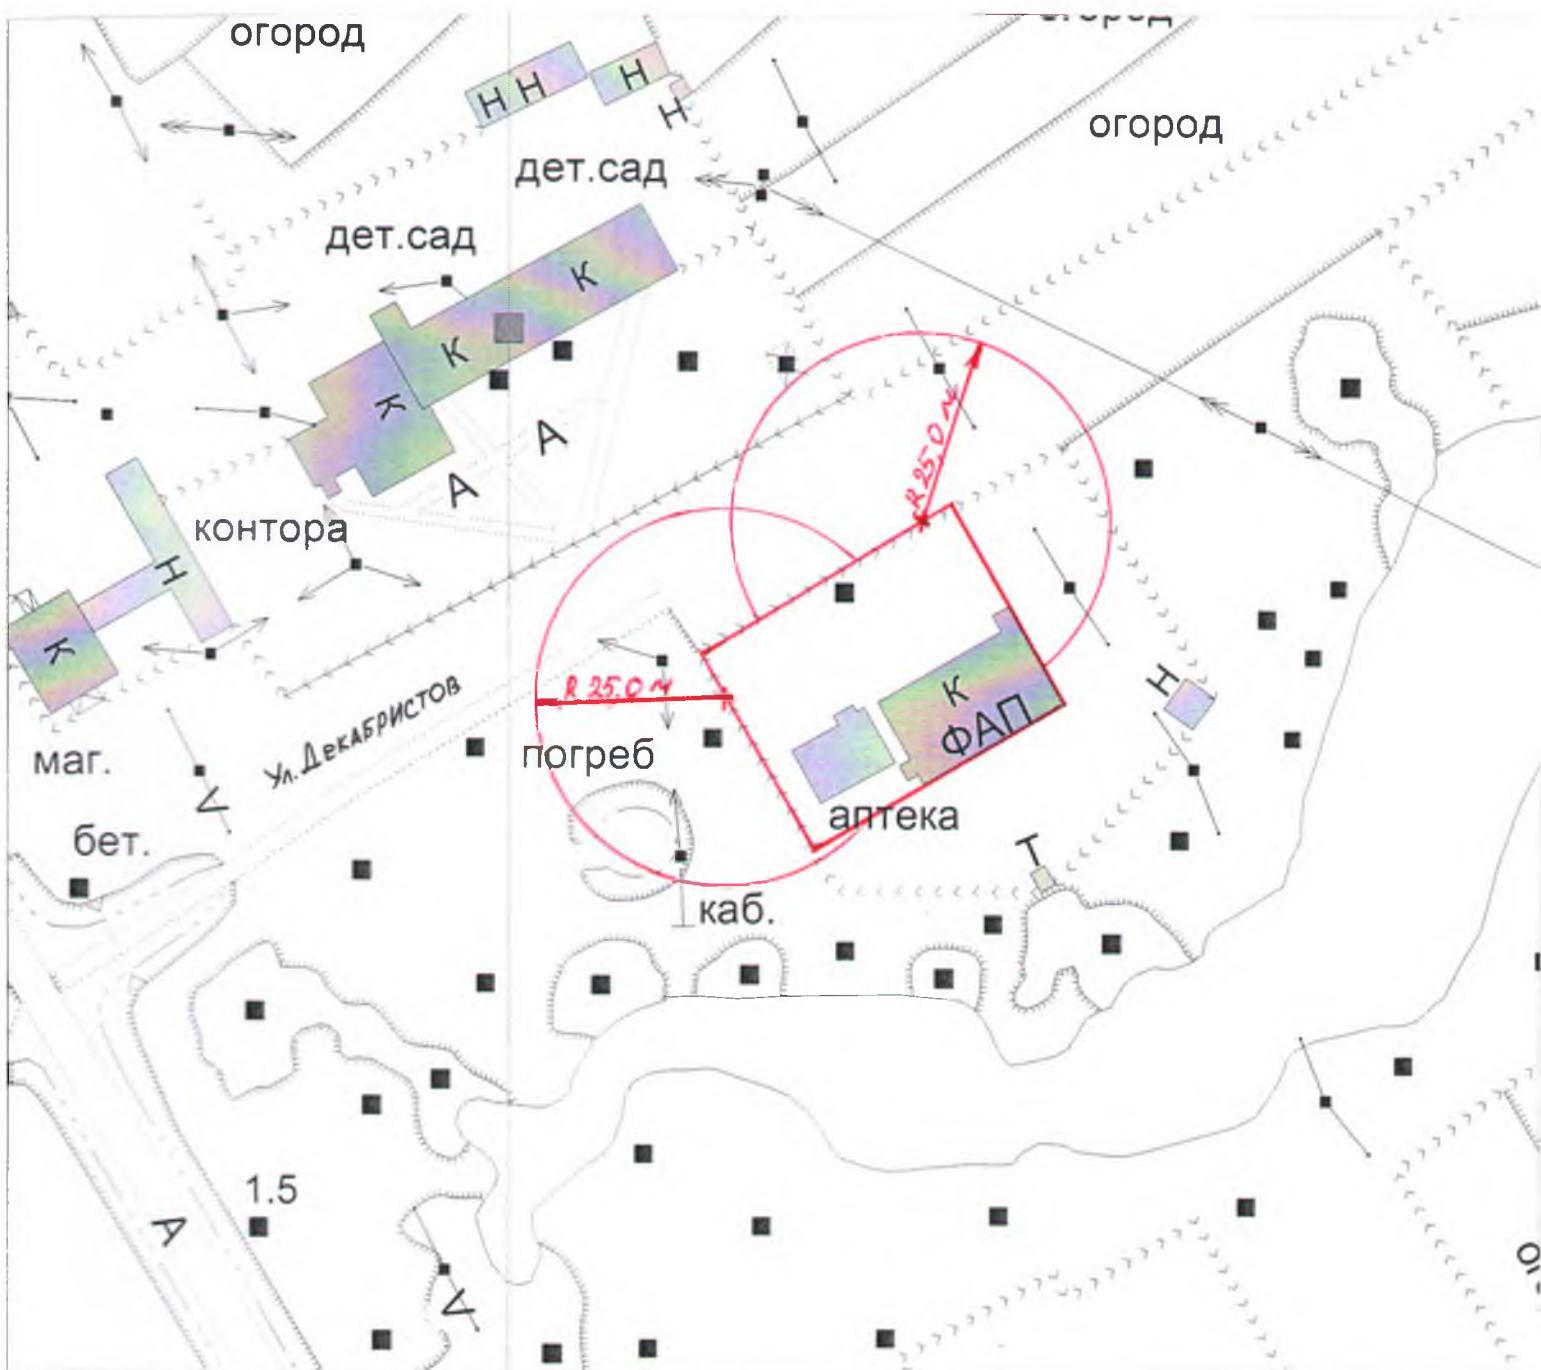 огород
огород
Н Н
Н
Н
огород
дет.сад
дет.сад
К
К
К
А
А
R 25.0 м
контора
Н
К
R 25.0 м
К
ФАП
Н
Ул. ДекАБРИСТОВ
погреб
маг.
V
аптека
бет.
Т
каб.
1.5
А
V